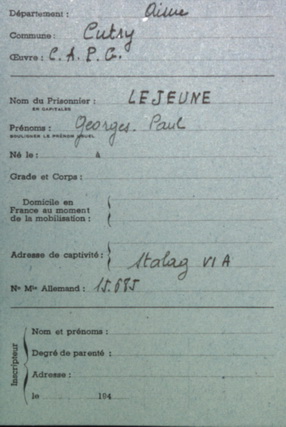 Département : Aisne
Commune : Cutry
Œuvre : C. A. P. G.
Nom du Prisonnier : LEJEUNE
EN CAPITALES
Prénoms : Georges. Paul
SOULIGNER LE PRÉNOM USUEL
Né le : à
Grade et Corps :
Domicile en
France au moment
de la mobilisation :
Adresse de captivité : Stalag VI A
Nº Mle Allemand : 15.685
Inscripteur
Nom et prénoms :
Degré de parenté :
Adresse :
le 194